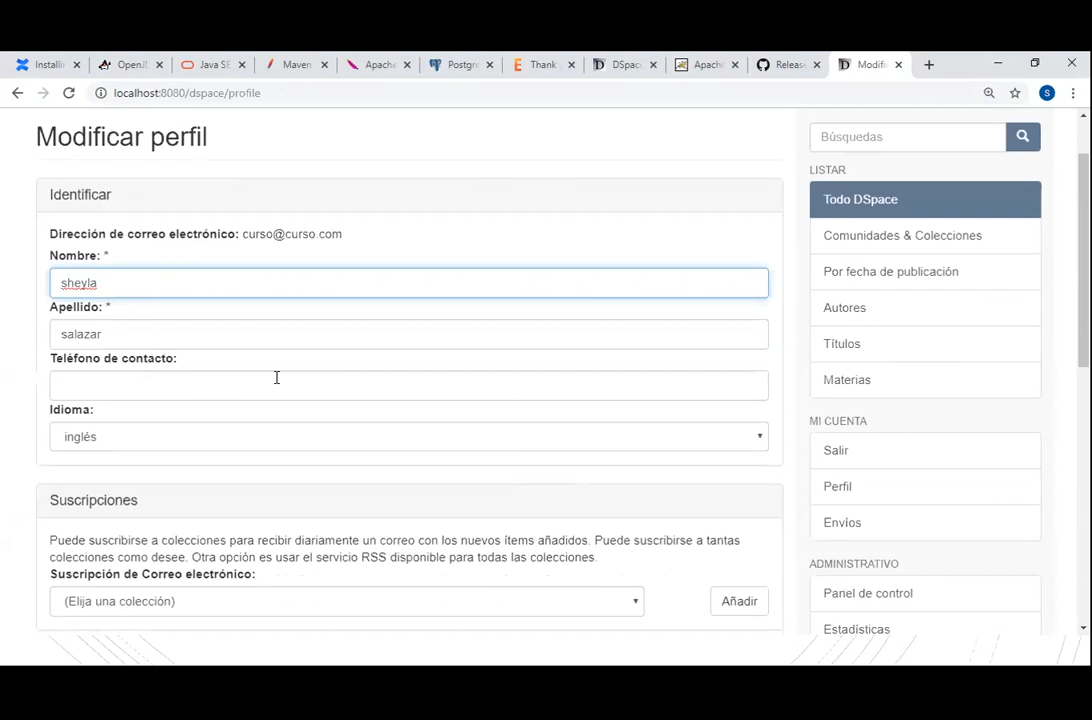 Installin
OpenJD
Java SE
Maven
Apache
Postgr
Thank y
DSpac
Apach
Release
Modifi
localhost:8080/dspace/profile
S
Modificar perfil
Identificar
Dirección de correo electrónico: curso@curso.com
Nombre: *
sheyla
Apellido: *
salazar
Teléfono de contacto:
Idioma:
inglés
Suscripciones
Puede suscribirse a colecciones para recibir diariamente un correo con los nuevos ítems añadidos. Puede suscribirse a tantas
colecciones como desee. Otra opción es usar el servicio RSS disponible para todas las colecciones.
Suscripción de Correo electrónico:
(Elija una colección)
Añadir
Búsquedas
LISTAR
Todo DSpace
Comunidades & Colecciones
Por fecha de publicación
Autores
Títulos
Materias
MI CUENTA
Salir
Perfil
Envíos
ADMINISTRATIVO
Panel de control
Estadísticas